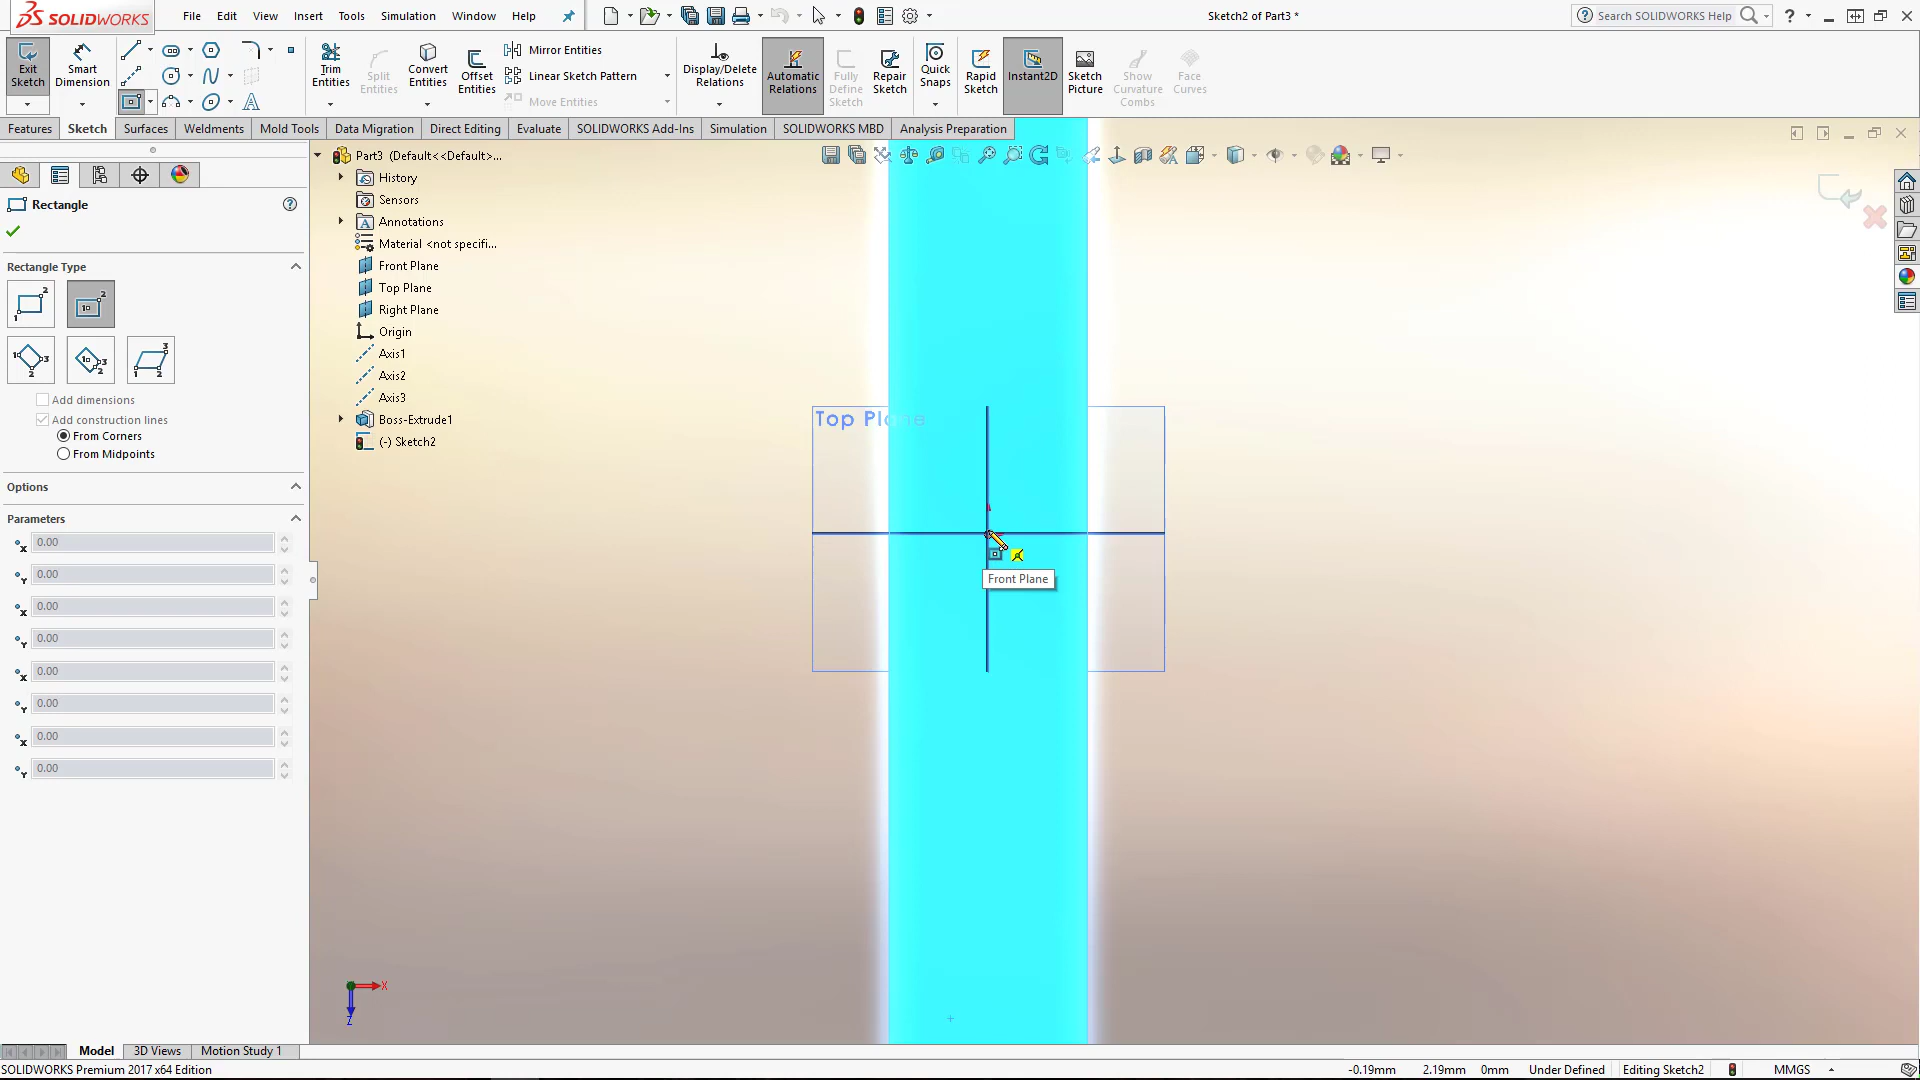 SOLIDWORKS
File Edit View Insert Tools Simulation Window Help
Sketch2 of Part3 *
Search SOLIDWORKS Help
Exit Sketch
Smart Dimension
Trim Entities
Split Entities
Convert Entities
Offset Entities
Mirror Entities
Linear Sketch Pattern
Move Entities
Display/Delete Relations
Automatic Relations
Fully Define Sketch
Repair Sketch
Quick Snaps
Rapid Sketch
Instant2D
Sketch Picture
Show Curvature Combs
Face Curves
Features Sketch Surfaces Weldments Mold Tools Data Migration Direct Editing Evaluate SOLIDWORKS Add-Ins Simulation SOLIDWORKS MBD Analysis Preparation
Rectangle
Rectangle Type
Add dimensions
Add construction lines
From Corners
From Midpoints
Options
Parameters
0.00
0.00
0.00
0.00
0.00
0.00
0.00
0.00
Part3 (Default<<Default>...
History
Sensors
Annotations
Material <not specifi...
Front Plane
Top Plane
Right Plane
Origin
Axis1
Axis2
Axis3
Boss-Extrude1
(-) Sketch2
Top Plane
Front Plane
X
Z
Model 3D Views Motion Study 1
SOLIDWORKS Premium 2017 x64 Edition
-0.19mm 2.19mm 0mm Under Defined Editing Sketch2 MMGS